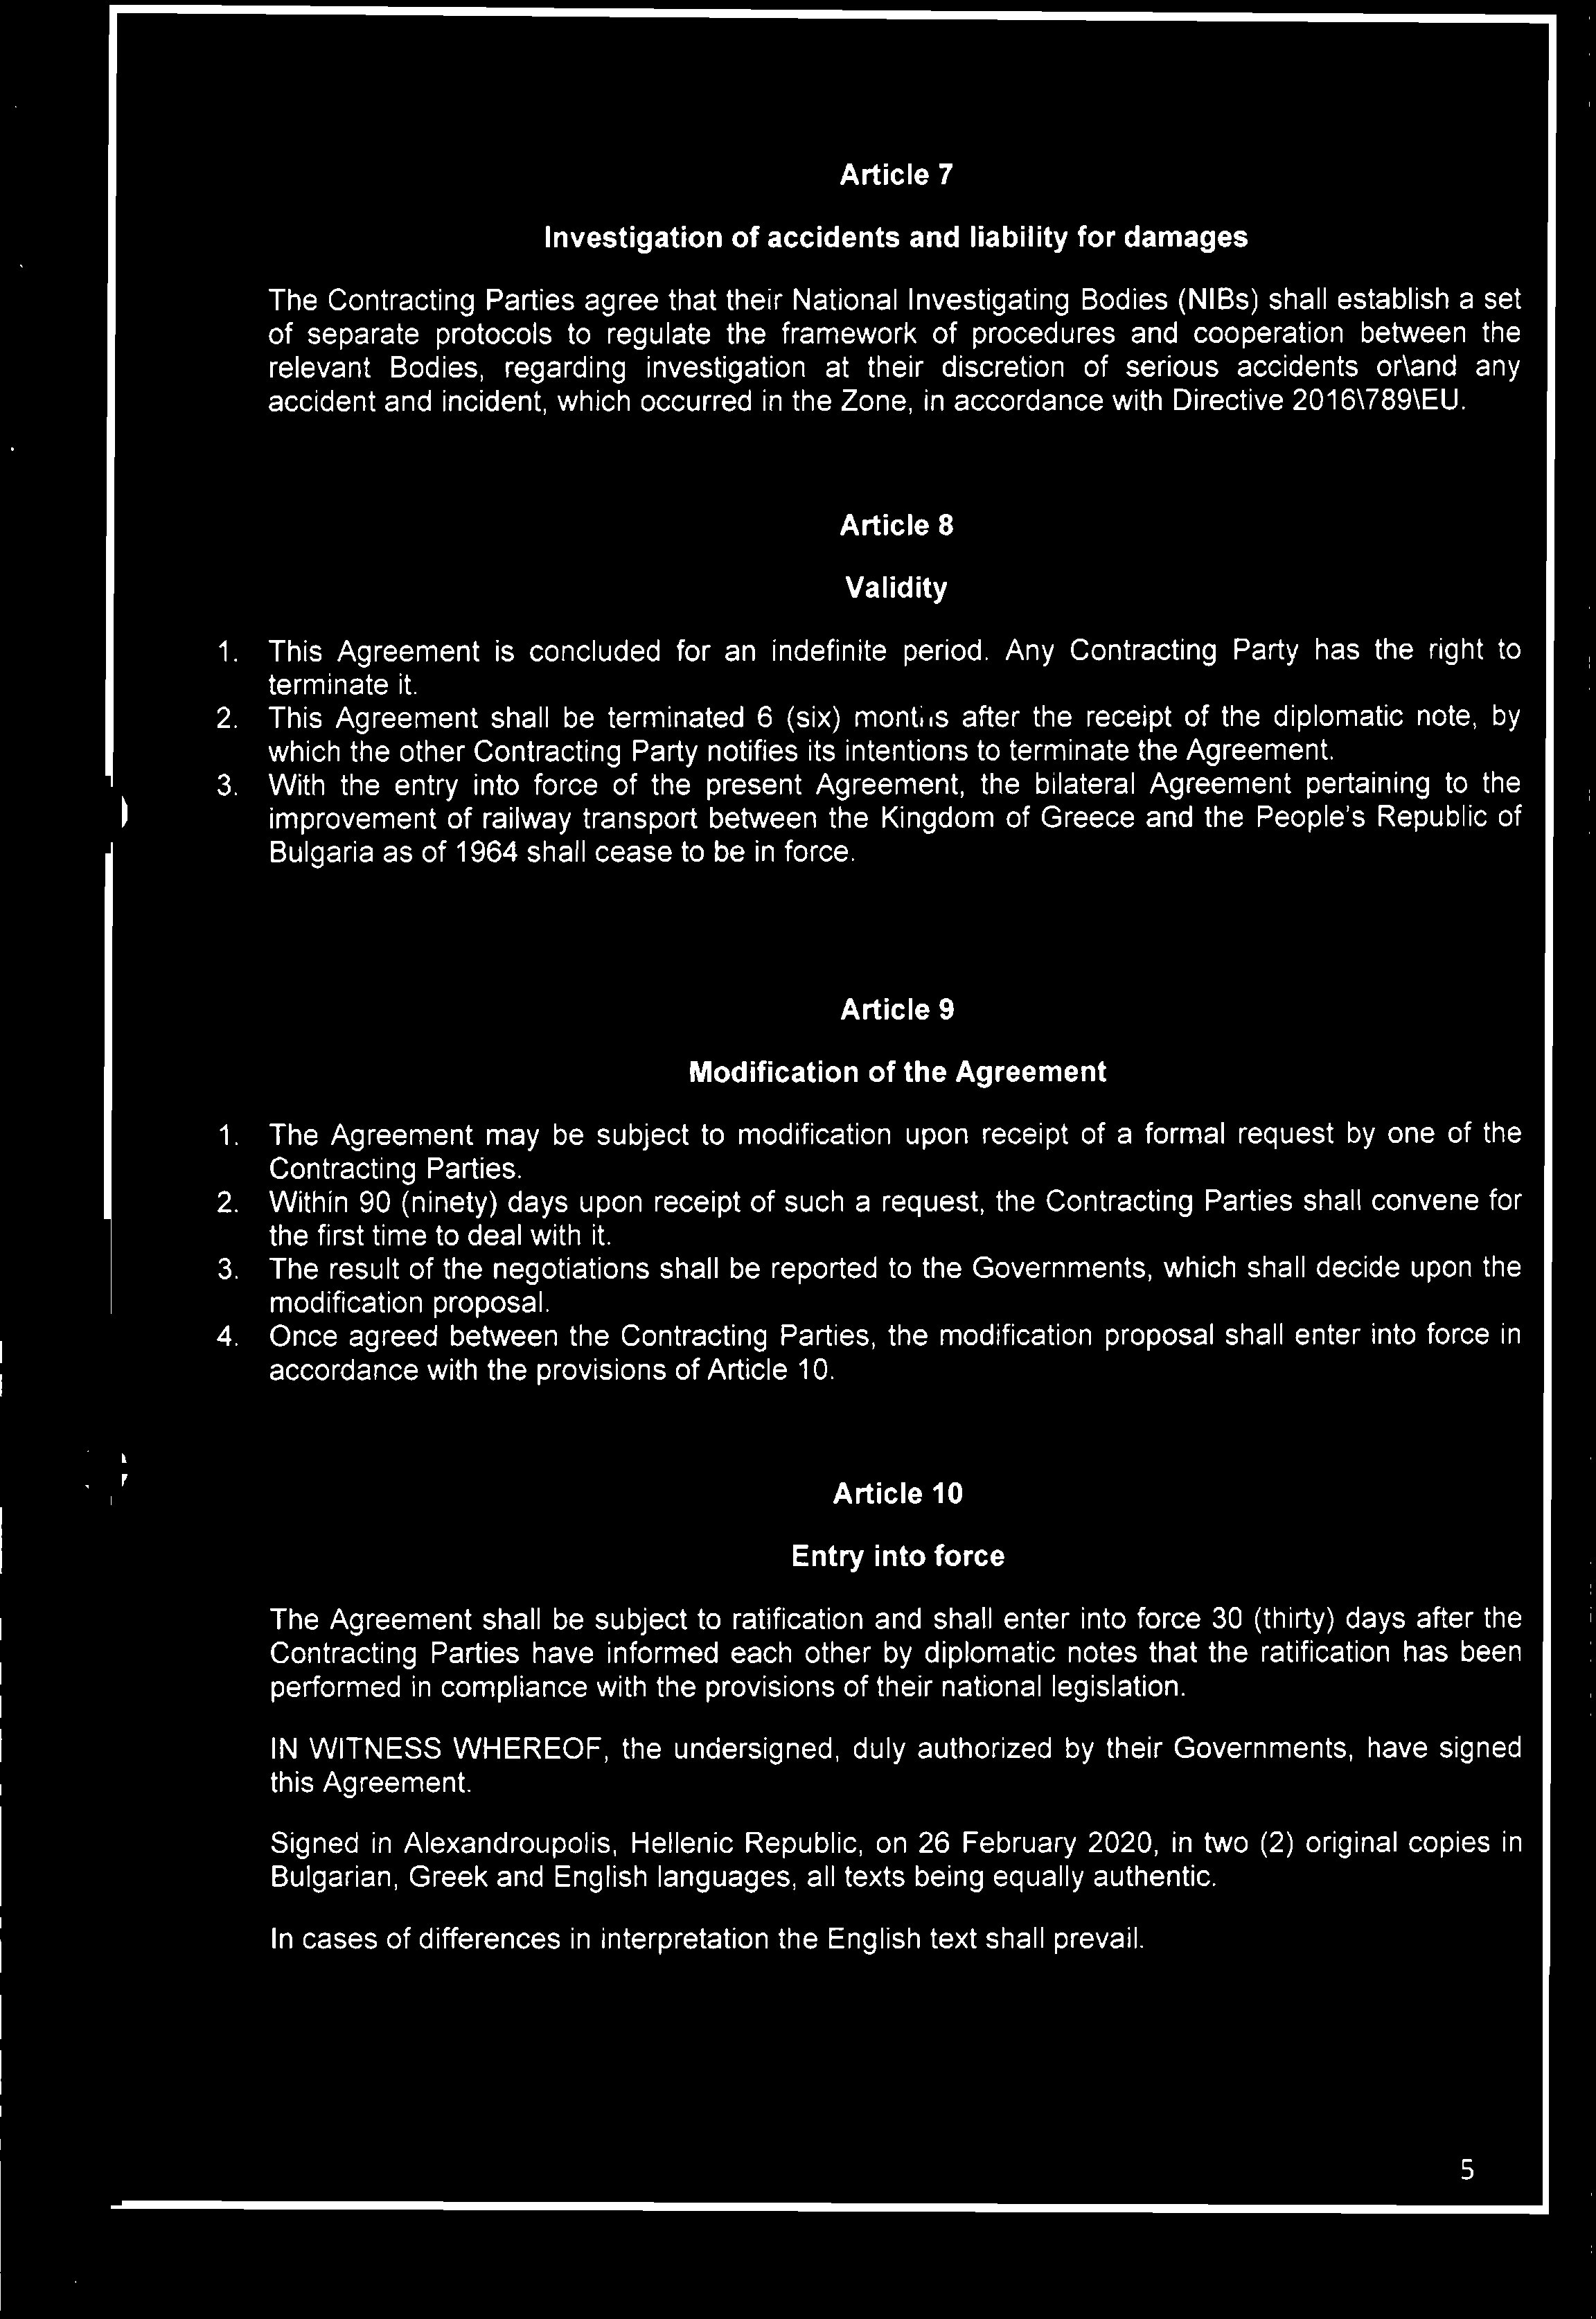 Article 7
Investigation of accidents and liability for damages
The Contracting Parties agree that their National Investigating Bodies (NIBs) shall establish a set
of separate protocols to regulate the framework of procedures and cooperation between the
relevant Bodies, regarding investigation at their discretion of serious accidents or\and any
accident and incident, which occurred in the Zone, in accordance with Directive 2016\789\EU.
Article 8
Validity
1. This Agreement is concluded for an indefinite period. Any Contracting Party has the right to
terminate it.
2. This Agreement shall be terminated 6 (six) months after the receipt of the diplomatic note, by
which the other Contracting Party notifies its intentions to terminate the Agreement.
3. With the entry into force of the present Agreement, the bilateral Agreement pertaining to the
improvement of railway transport between the Kingdom of Greece and the People's Republic of
Bulgaria as of 1964 shall cease to be in force.
Article 9
Modification of the Agreement
1. The Agreement may be subject to modification upon receipt of a formal request by one of the
Contracting Parties.
2. Within 90 (ninety) days upon receipt of such a request, the Contracting Parties shall convene for
the first time to deal with it.
3. The result of the negotiations shall be reported to the Governments, which shall decide upon the
modification proposal.
4. Once agreed between the Contracting Parties, the modification proposal shall enter into force in
accordance with the provisions of Article 10.
Article 10
Entry into force
The Agreement shall be subject to ratification and shall enter into force 30 (thirty) days after the
Contracting Parties have informed each other by diplomatic notes that the ratification has been
performed in compliance with the provisions of their national legislation.
IN WITNESS WHEREOF, the undersigned, duly authorized by their Governments, have signed
this Agreement.
Signed in Alexandroupolis, Hellenic Republic, on 26 February 2020, in two (2) original copies in
Bulgarian, Greek and English languages, all texts being equally authentic.
In cases of differences in interpretation the English text shall prevail.
5